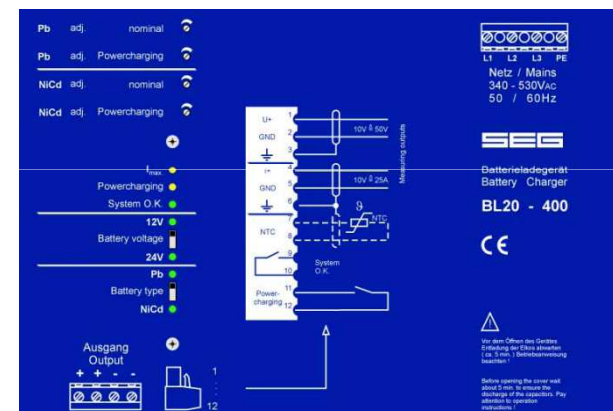 Pb adj. nominal
Pb adj. Powercharging
NiCd adj. nominal
NiCd adj. Powercharging
Imax.
Powercharging
System O.K.
12V
Battery voltage
24V
Pb
Battery type
NiCd
Ausgang
Output
+ + - -
1
12
U+ 1
GND 2
3
I+ 4
GND 5
6
NTC 7
8
9
10
Power- 11
charging 12
10V ≙ 50V
10V ≙ 25A
Measuring outputs
ϑ
NTC
System
O.K.
L1 L2 L3 PE
Netz / Mains
340 - 530VAC
50 / 60Hz
SEG
Batterieladegerät
Battery Charger
BL20 - 400
CE
Vor dem Öffnen des Gerätes
Entladung der Elkos abwarten
( ca. 5 min. ) Betriebsanweisung
beachten !
Before opening the cover wait
about 5 min. to ensure the
discharge of the capacitors. Pay
attention to operation
instructions !